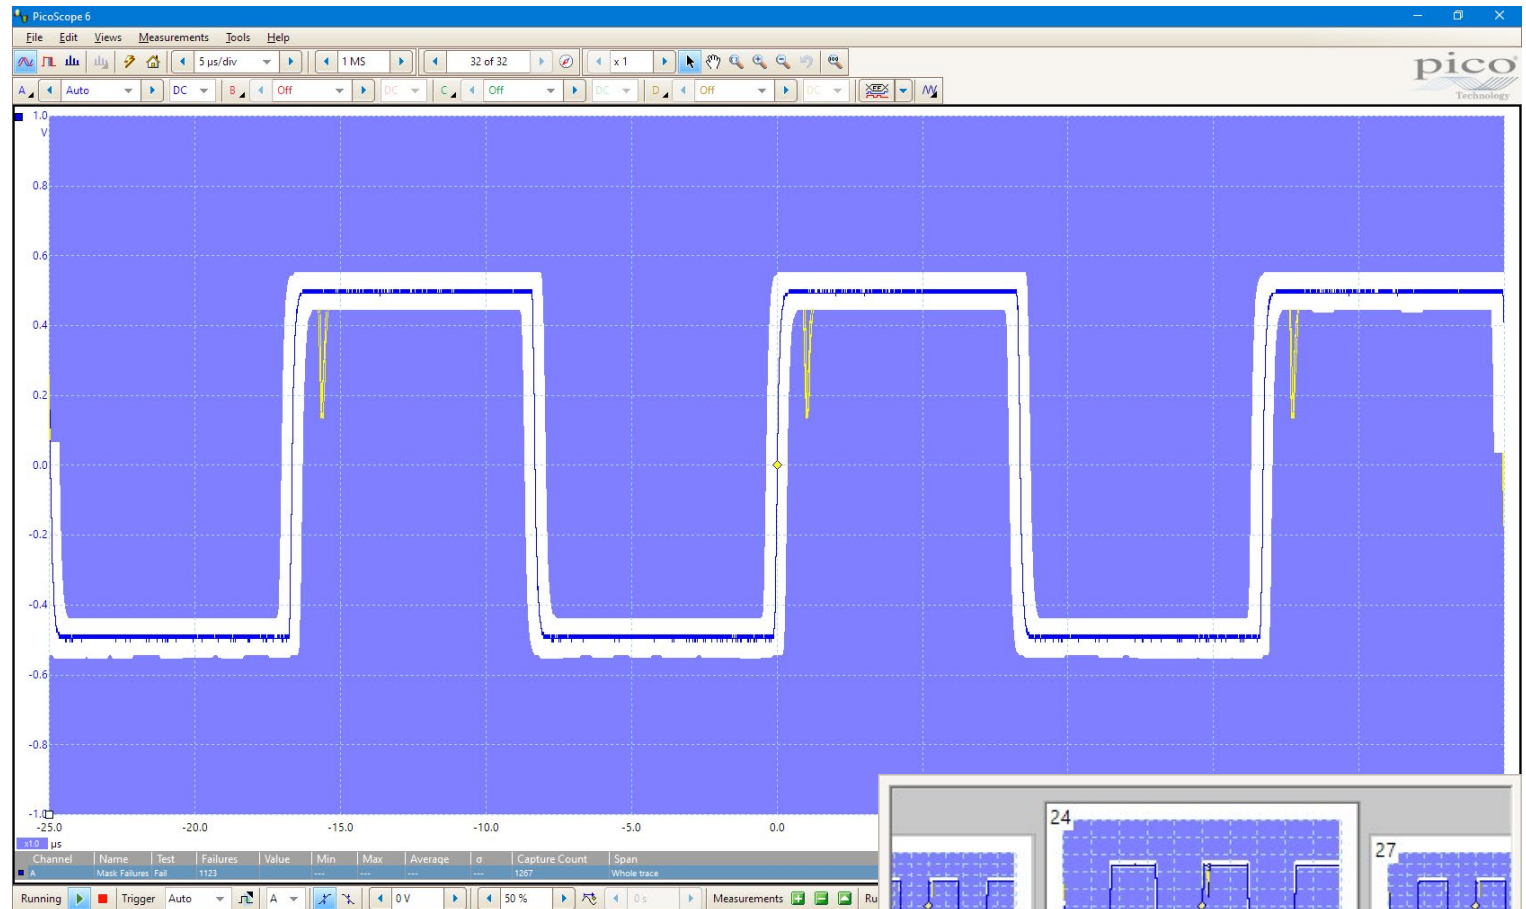 PicoScope 6
File Edit Views Measurements Tools Help
5 µs/div 1 MS 32 of 32 x 1
pico
Technology
A Auto DC B Off DC C Off DC D Off DC
1.0
V
0.8
0.6
0.4
0.2
0.0
-0.2
-0.4
-0.6
-0.8
-1.0
-25.0 -20.0 -15.0 -10.0 -5.0 0.0
x1.0 µs
Channel Name Test Failures Value Min Max Average σ Capture Count Span
A Mask Failures Fail 1123 --- --- --- --- 1267 Whole trace
24
27
Running Trigger Auto A 0 V 50 % 0 s Measurements Ru